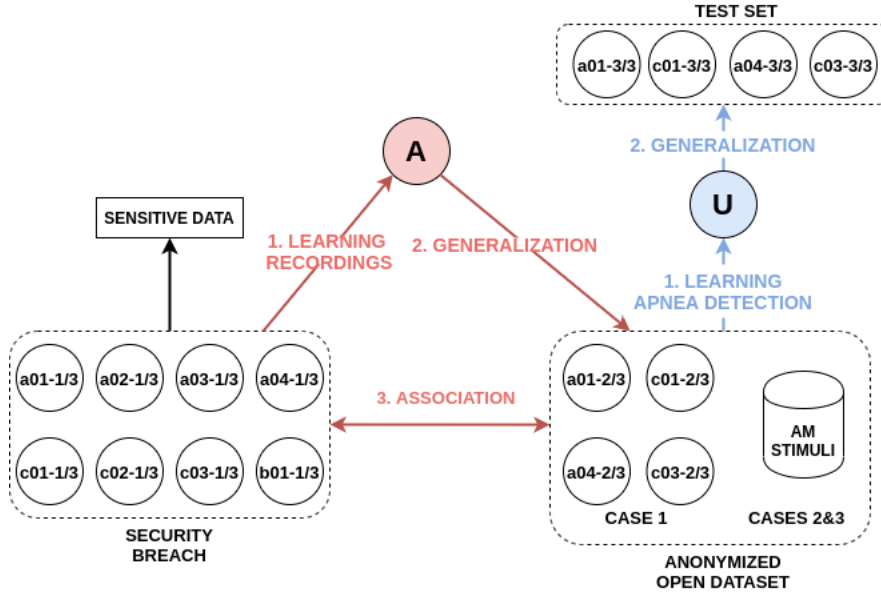 TEST SET
a01-3/3 c01-3/3 a04-3/3 c03-3/3
A
2. GENERALIZATION
U
SENSITIVE DATA
1. LEARNING
RECORDINGS
2. GENERALIZATION
1. LEARNING
APNEA DETECTION
a01-1/3 a02-1/3 a03-1/3 a04-1/3
c01-1/3 c02-1/3 c03-1/3 b01-1/3
SECURITY
BREACH
3. ASSOCIATION
a01-2/3 c01-2/3
a04-2/3 c03-2/3
CASE 1
AM
STIMULI
CASES 2&3
ANONYMIZED
OPEN DATASET